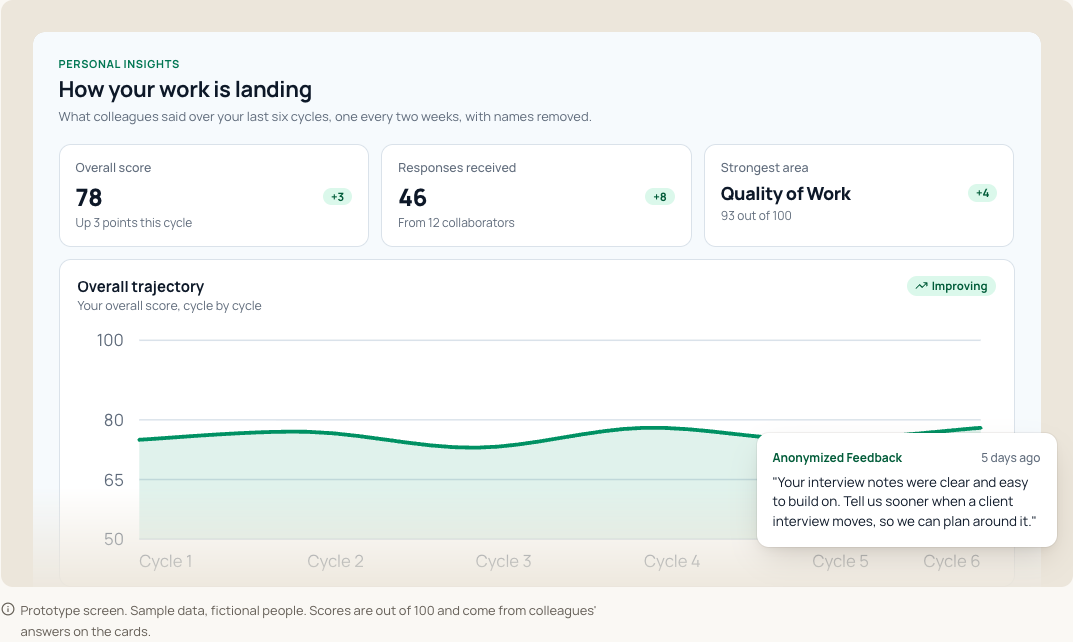 PERSONAL INSIGHTS
How your work is landing
What colleagues said over your last six cycles, one every two weeks, with names removed.
Overall score
78
+3
Up 3 points this cycle
Responses received
46
+8
From 12 collaborators
Strongest area
Quality of Work
+4
93 out of 100
Overall trajectory
Improving
Your overall score, cycle by cycle
100
80
65
50
Cycle 1
Cycle 2
Cycle 3
Cycle 4
Cycle 5
Cycle 6
Anonymized Feedback
5 days ago
"Your interview notes were clear and easy
to build on. Tell us sooner when a client
interview moves, so we can plan around it."
Prototype screen. Sample data, fictional people. Scores are out of 100 and come from colleagues'
answers on the cards.